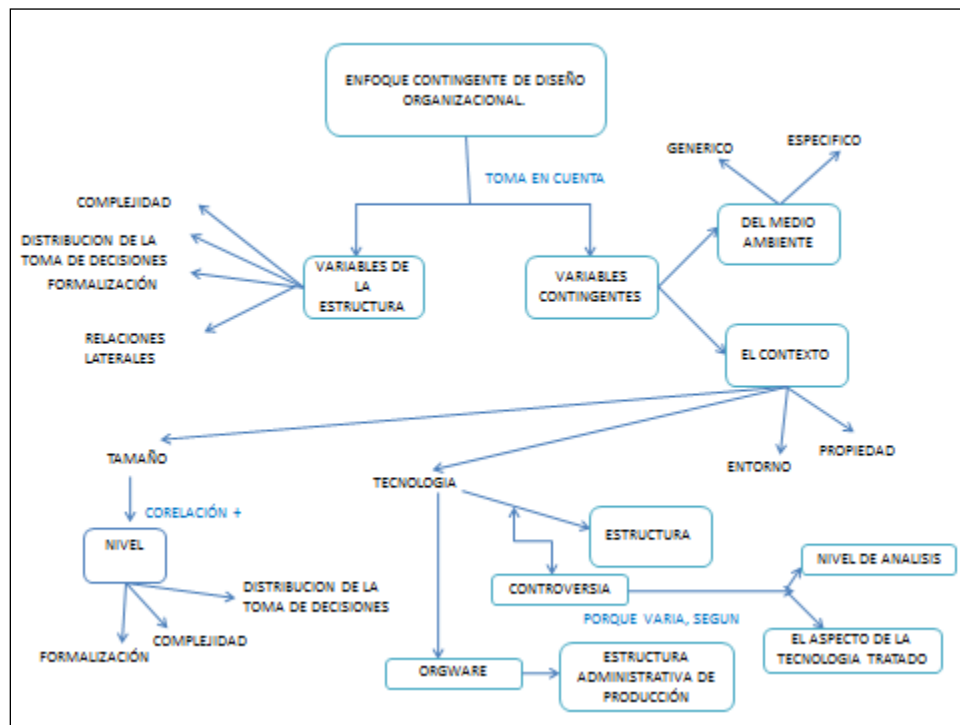 ENFOQUE CONTINGENTE DE DISEÑO
ORGANIZACIONAL.
TOMA EN CUENTA
GENERICO
ESPECIFICO
COMPLEJIDAD
DISTRIBUCION DE LA
TOMA DE DECISIONES
FORMALIZACIÓN
RELACIONES
LATERALES
VARIABLES DE
LA
ESTRUCTURA
VARIABLES
CONTINGENTES
DEL MEDIO
AMBIENTE
EL CONTEXTO
TAMAÑO
TECNOLOGIA
ENTORNO
PROPIEDAD
CORELACIÓN +
NIVEL
DISTRIBUCION DE LA
TOMA DE DECISIONES
COMPLEJIDAD
FORMALIZACIÓN
ESTRUCTURA
CONTROVERSIA
PORQUE VARIA, SEGUN
NIVEL DE ANALISIS
EL ASPECTO DE LA
TECNOLOGIA TRATADO
ORGWARE
ESTRUCTURA
ADMINISTRATIVA DE
PRODUCCIÓN